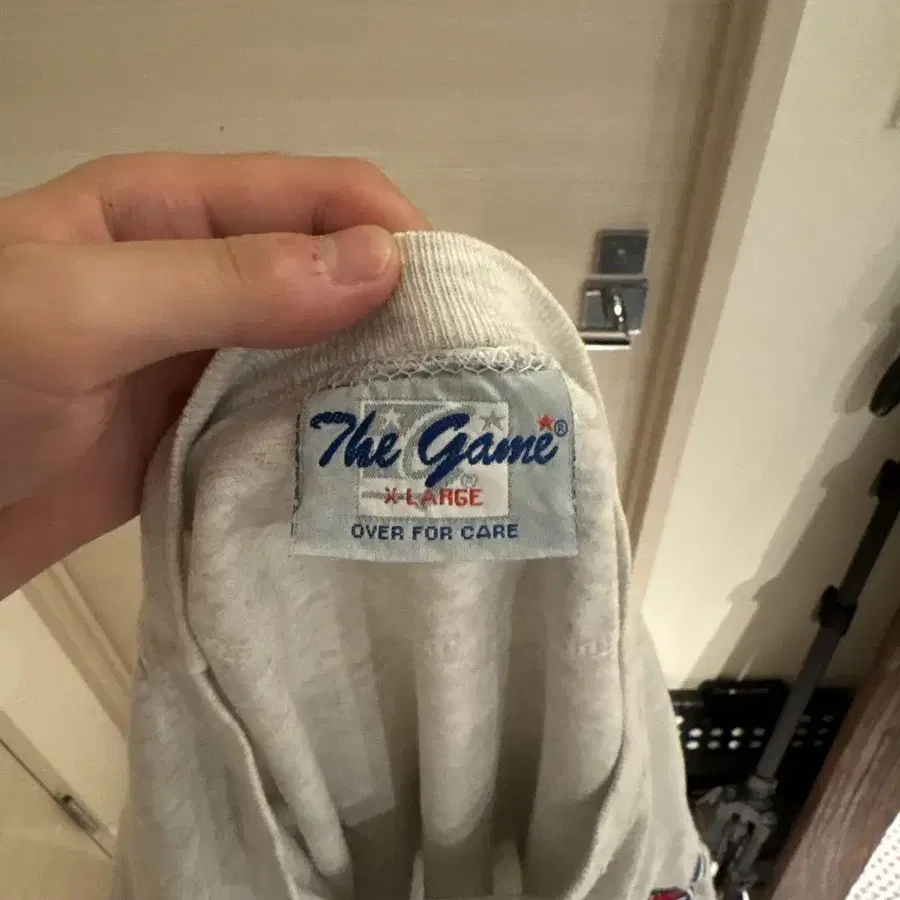 The Game®
X-LARGE
OVER FOR CARE